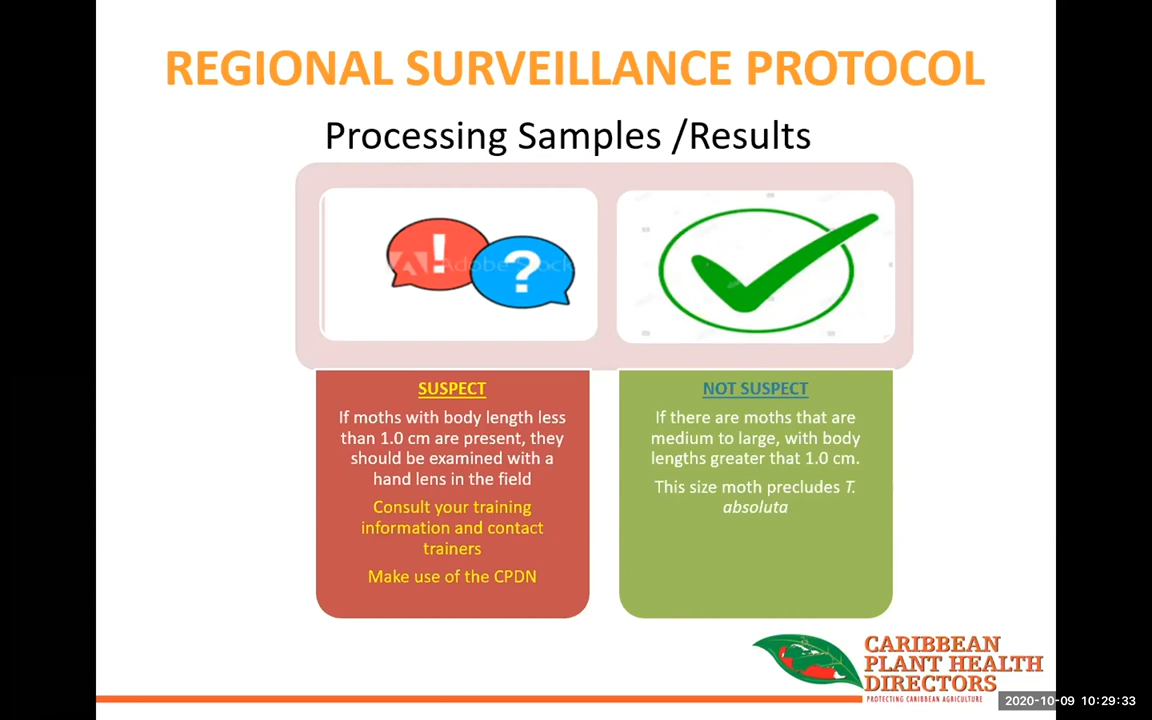 REGIONAL SURVEILLANCE PROTOCOL
Processing Samples /Results
!
?
Adobe Stock
SUSPECT
If moths with body length less
than 1.0 cm are present, they
should be examined with a
hand lens in the field
Consult your training
information and contact
trainers
Make use of the CPDN
NOT SUSPECT
If there are moths that are
medium to large, with body
lengths greater that 1.0 cm.
This size moth precludes T.
absoluta
CARIBBEAN
PLANT HEALTH
DIRECTORS
PROTECTING CARIBBEAN AGRICULTURE
2020-10-09 10:29:33